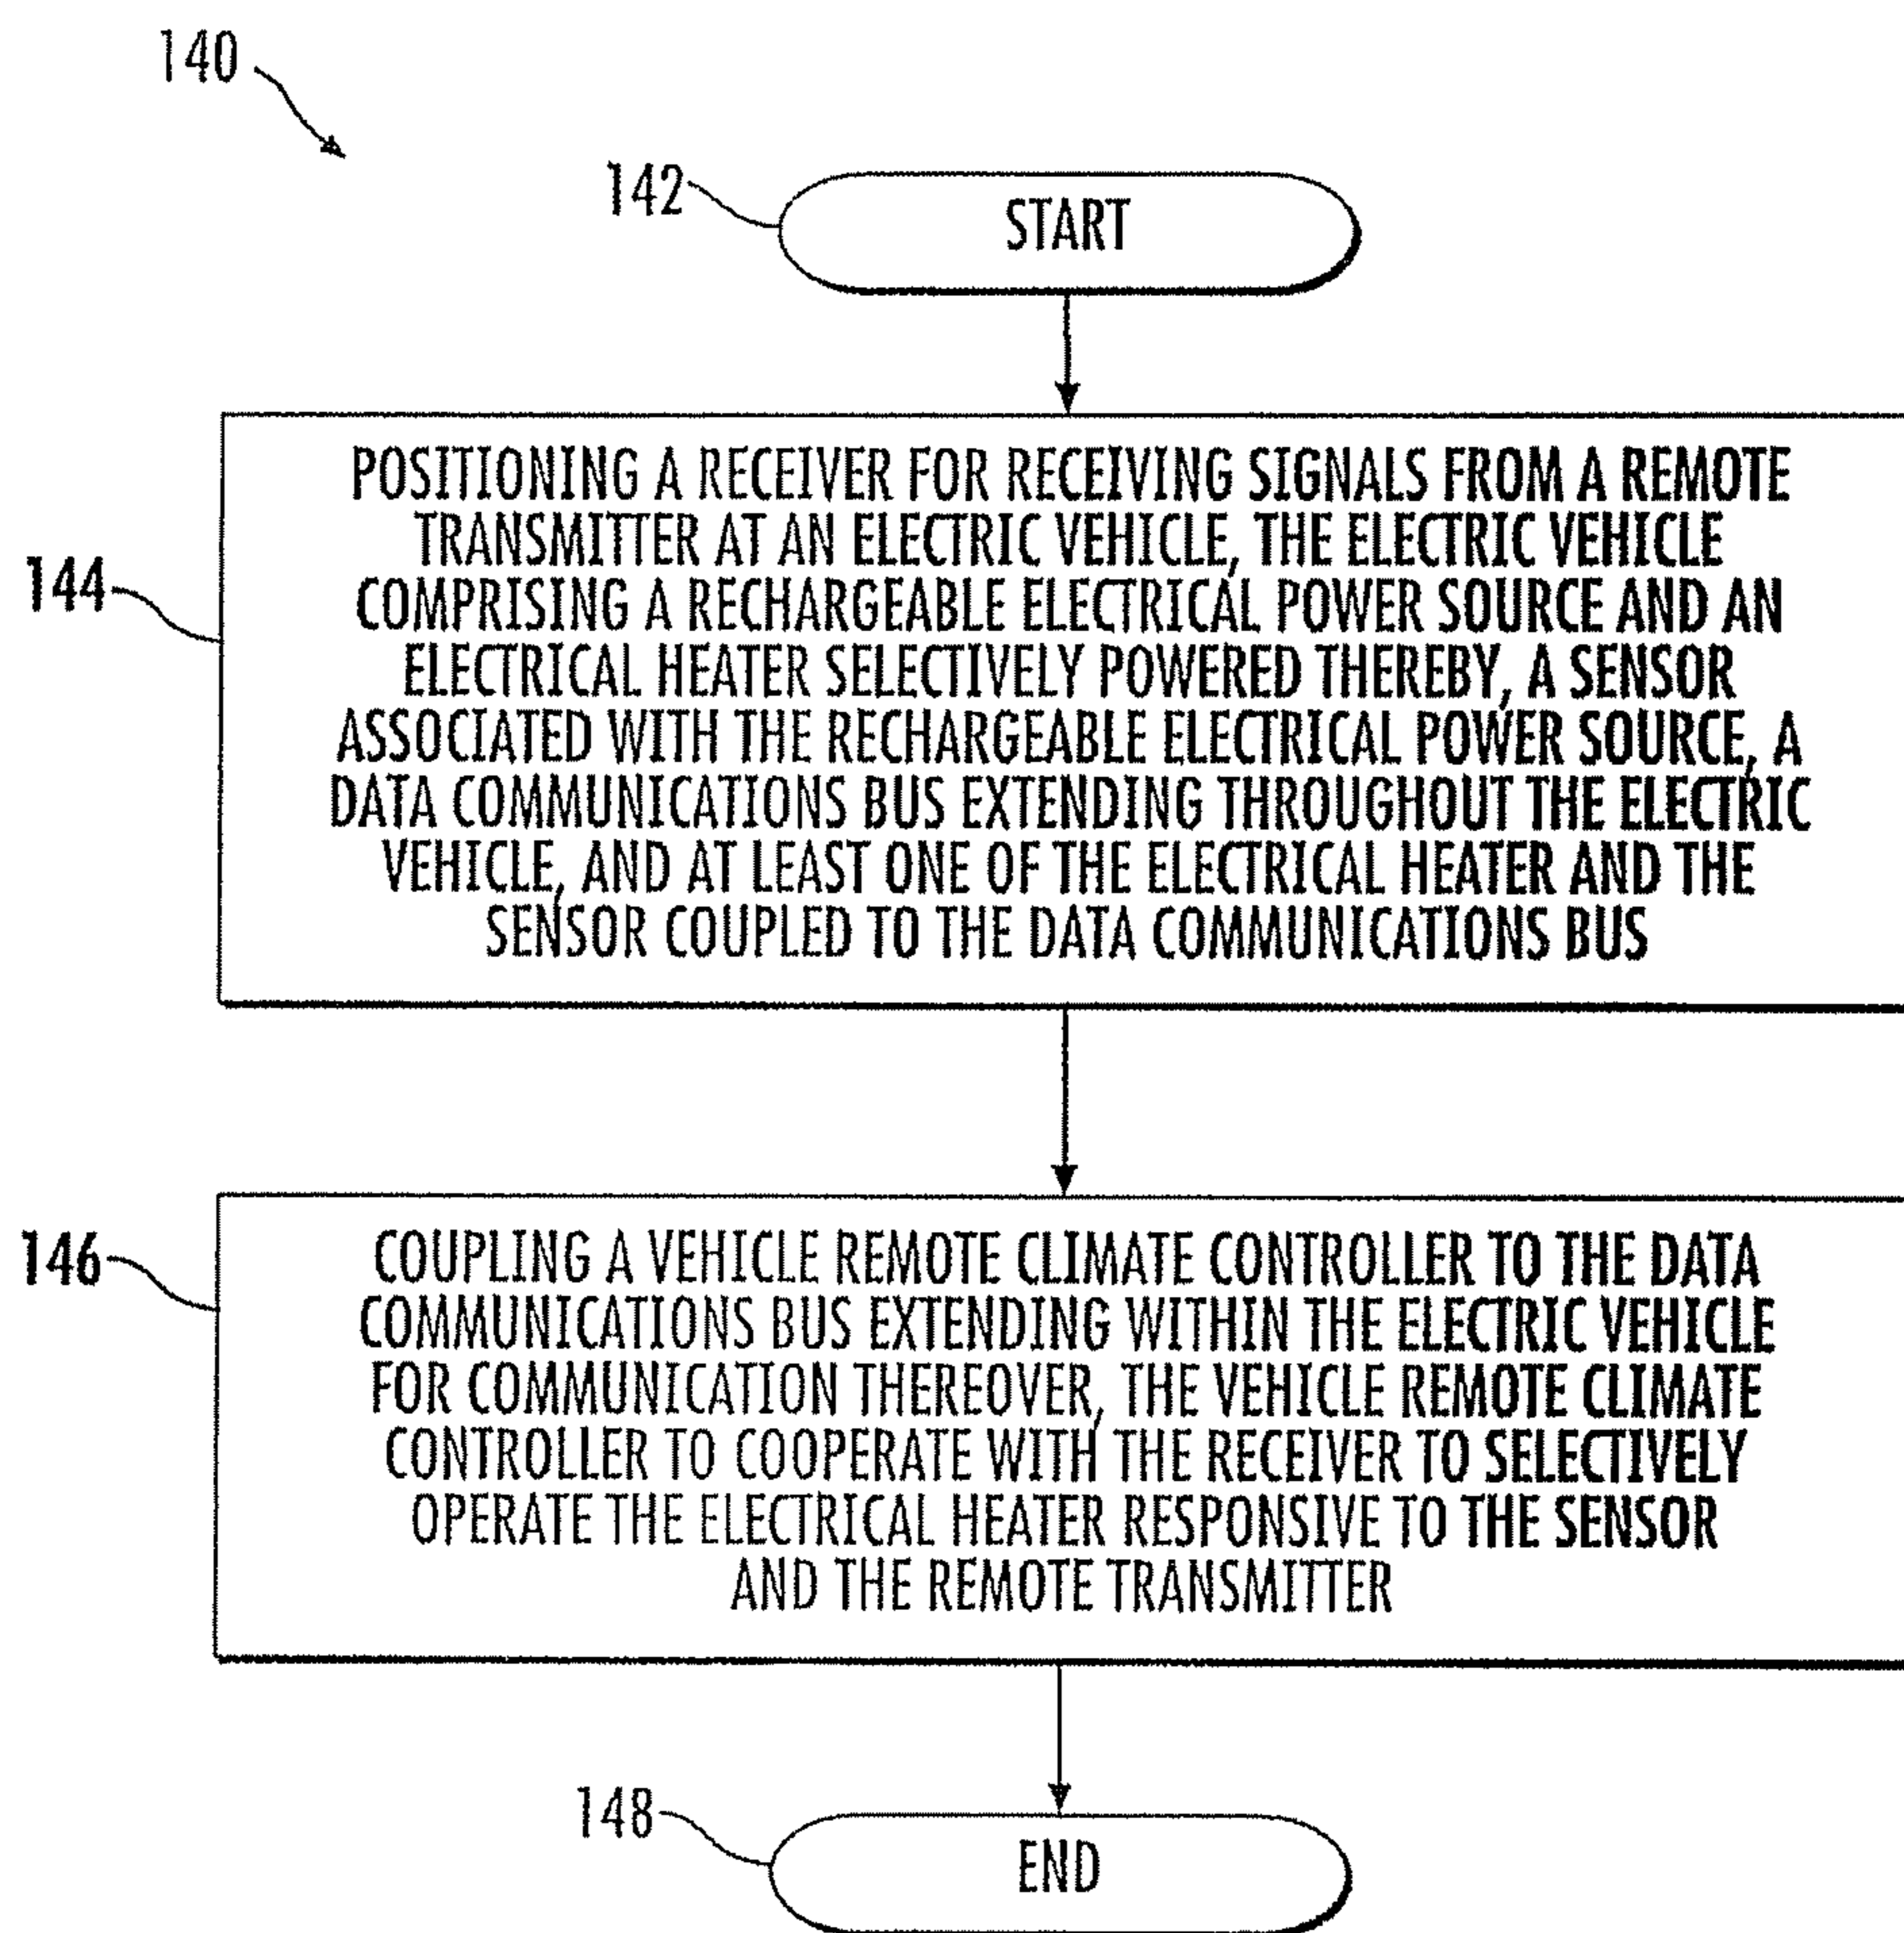 140
142
START
144
POSITIONING A RECEIVER FOR RECEIVING SIGNALS FROM A REMOTE
TRANSMITTER AT AN ELECTRIC VEHICLE, THE ELECTRIC VEHICLE
COMPRISING A RECHARGEABLE ELECTRICAL POWER SOURCE AND AN
ELECTRICAL HEATER SELECTIVELY POWERED THEREBY, A SENSOR
ASSOCIATED WITH THE RECHARGEABLE ELECTRICAL POWER SOURCE, A
DATA COMMUNICATIONS BUS EXTENDING THROUGHOUT THE ELECTRIC
VEHICLE, AND AT LEAST ONE OF THE ELECTRICAL HEATER AND THE
SENSOR COUPLED TO THE DATA COMMUNICATIONS BUS
146
COUPLING A VEHICLE REMOTE CLIMATE CONTROLLER TO THE DATA
COMMUNICATIONS BUS EXTENDING WITHIN THE ELECTRIC VEHICLE
FOR COMMUNICATION THEREOVER, THE VEHICLE REMOTE CLIMATE
CONTROLLER TO COOPERATE WITH THE RECEIVER TO SELECTIVELY
OPERATE THE ELECTRICAL HEATER RESPONSIVE TO THE SENSOR
AND THE REMOTE TRANSMITTER
148
END